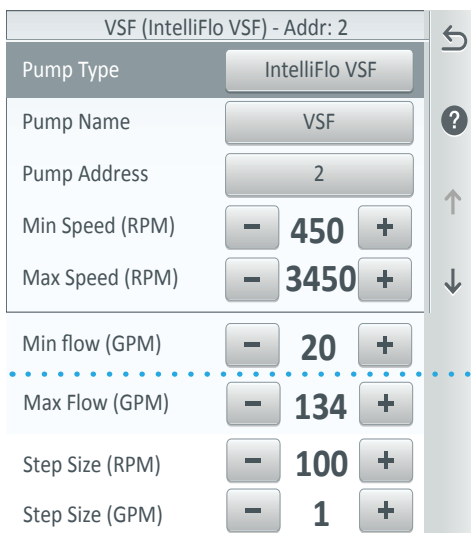 VSF (IntelliFlo VSF) - Addr: 2
Pump Type IntelliFlo VSF
?
Pump Name VSF
Pump Address 2
Min Speed (RPM) - 450 +
Max Speed (RPM) - 3450 +
Min flow (GPM) - 20 +
Max Flow (GPM) - 134 +
Step Size (RPM) - 100 +
Step Size (GPM) - 1 +